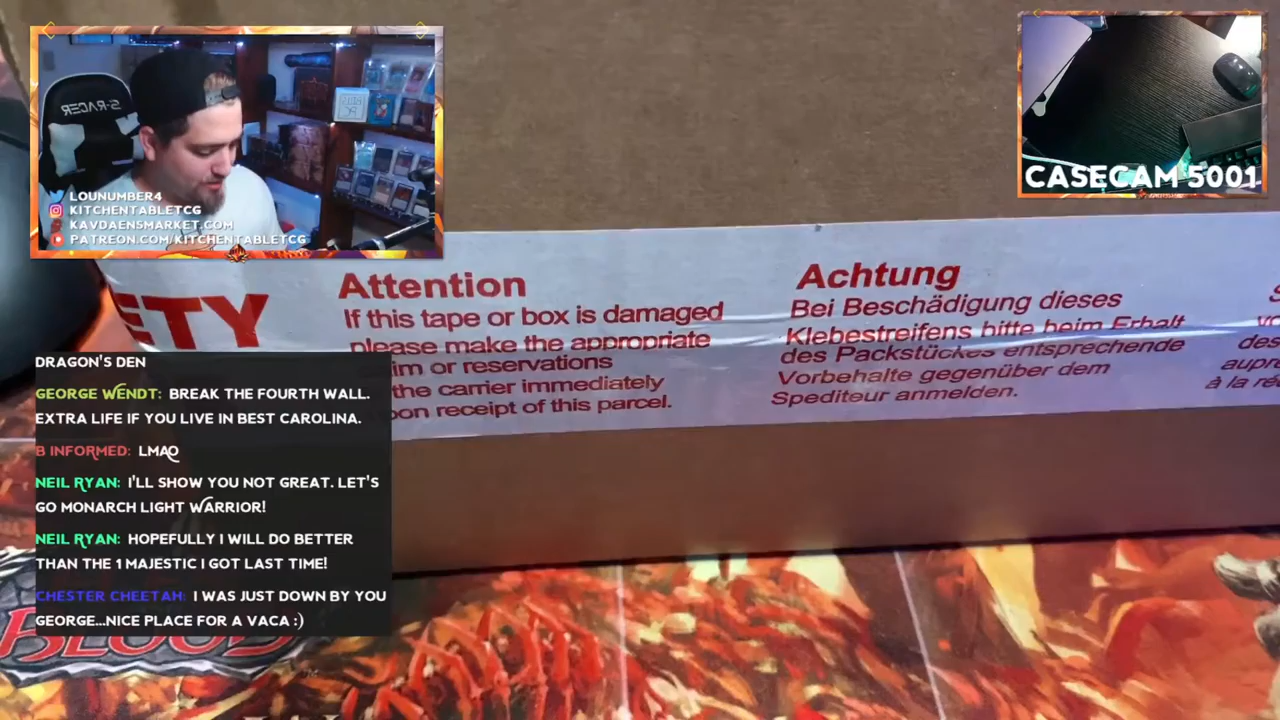 S-RACER
LOUNUMBER4
KITCHENTABLETCG
KAVDAENSMARKET.COM
PATREON.COM/KITCHENTABLETCG
CASECAM 5001
ETY
Attention
If this tape or box is damaged
please make the appropriate
im or reservations
the carrier immediately
on receipt of this parcel.
Achtung
Bei Beschädigung dieses
Klebestreifens bitte beim Erhalt
des Packstückes entsprechende
Vorbehalte gegenüber dem
Spediteur anmelden.
des
aupr
à la ré
DRAGON'S DEN
GEORGE WENDT: BREAK THE FOURTH WALL.
EXTRA LIFE IF YOU LIVE IN BEST CAROLINA.
B INFORMED: LMAO
NEIL RYAN: I'LL SHOW YOU NOT GREAT. LET'S
GO MONARCH LIGHT WARRIOR!
NEIL RYAN: HOPEFULLY I WILL DO BETTER
THAN THE 1 MAJESTIC I GOT LAST TIME!
CHESTER CHEETAH: I WAS JUST DOWN BY YOU
GEORGE...NICE PLACE FOR A VACA :)
BLOOD